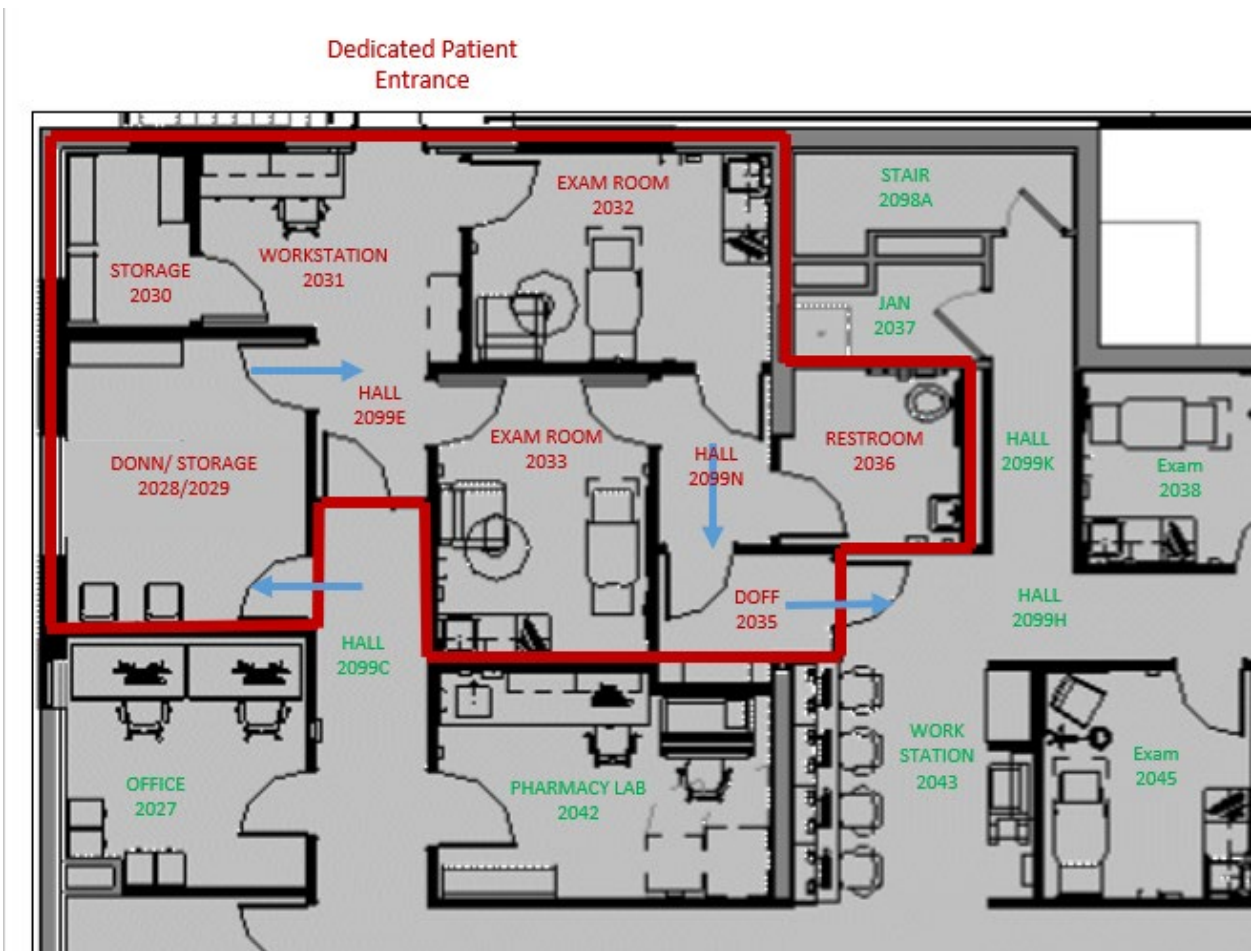 Dedicated Patient
Entrance
EXAM ROOM
2032
STAIR
2098A
STORAGE
2030
WORKSTATION
2031
JAN
2037
HALL
2099E
DONN/ STORAGE
2028/2029
EXAM ROOM
2033
HALL
2099N
RESTROOM
2036
HALL
2099K
Exam
2038
DOFF
2035
HALL
2099H
HALL
2099C
OFFICE
2027
PHARMACY LAB
2042
WORK
STATION
2043
Exam
2045